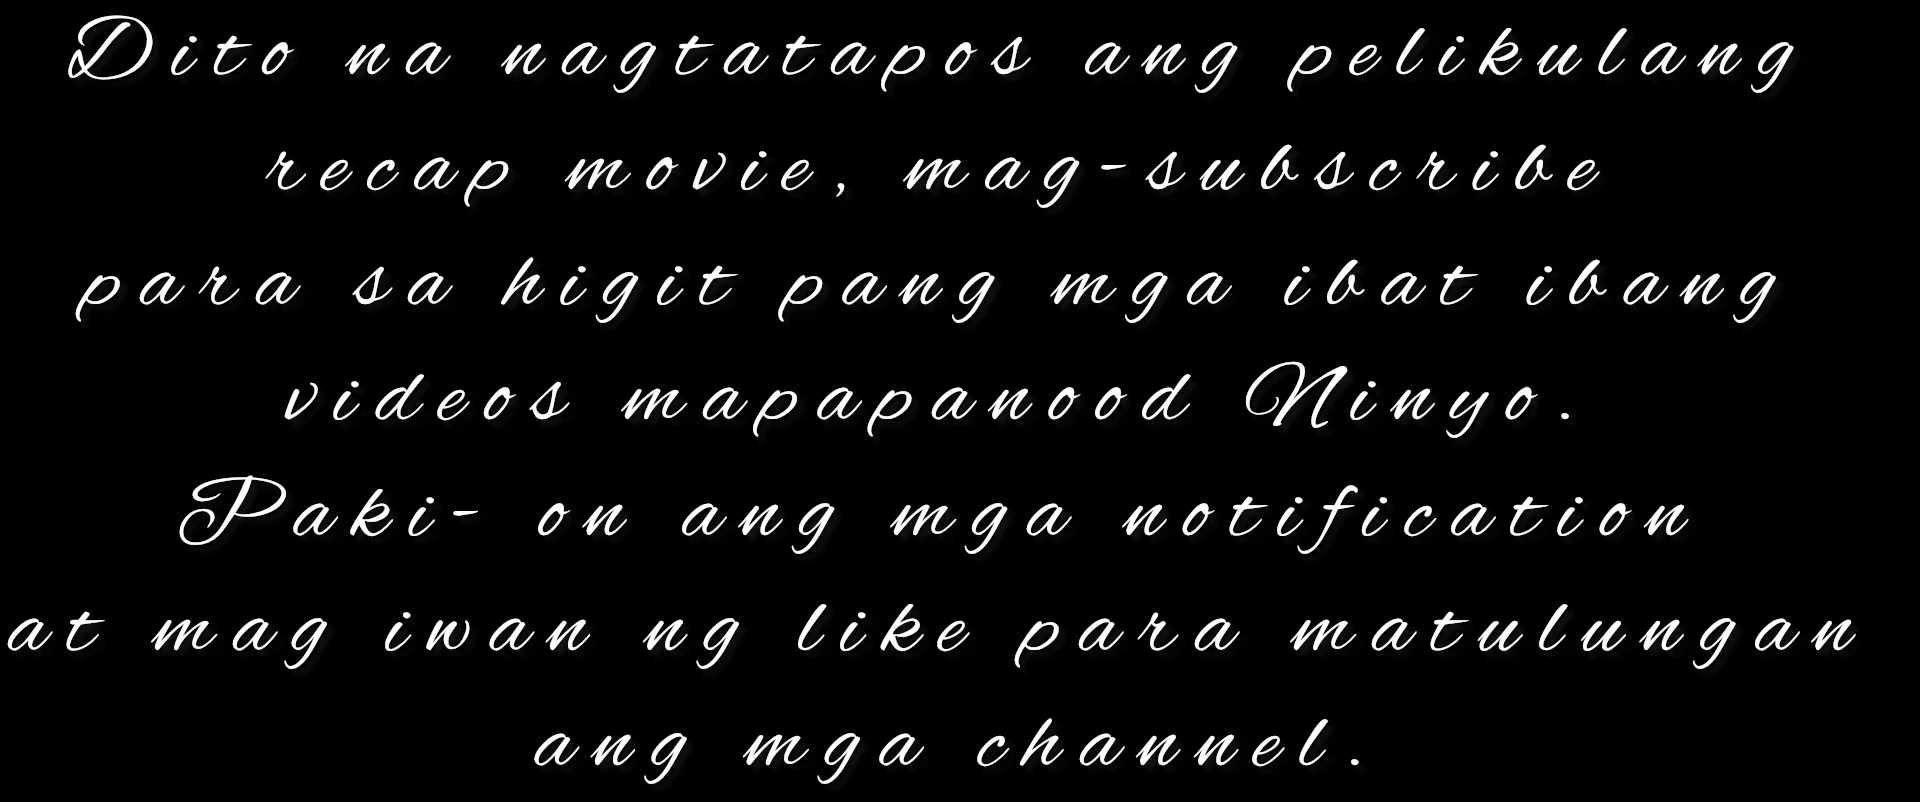 Dito na nagtatapos ang pelikulang
recap movie, mag-subscribe
para sa higit pang mga ibat ibang
videos mapapanood Ninyo.
Paki- on ang mga notification
at mag iwan ng like para matulungan
ang mga channel.